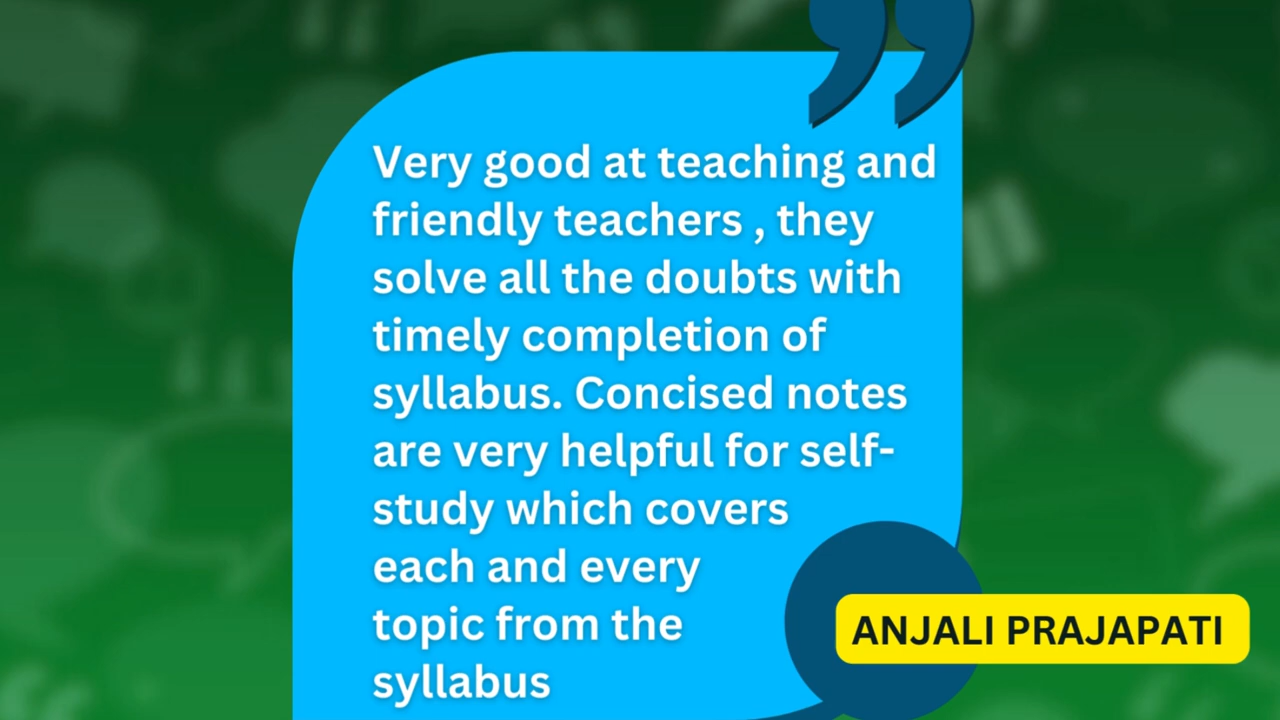 Very good at teaching and
friendly teachers , they
solve all the doubts with
timely completion of
syllabus. Concised notes
are very helpful for self-
study which covers
each and every
topic from the
syllabus
ANJALI PRAJAPATI